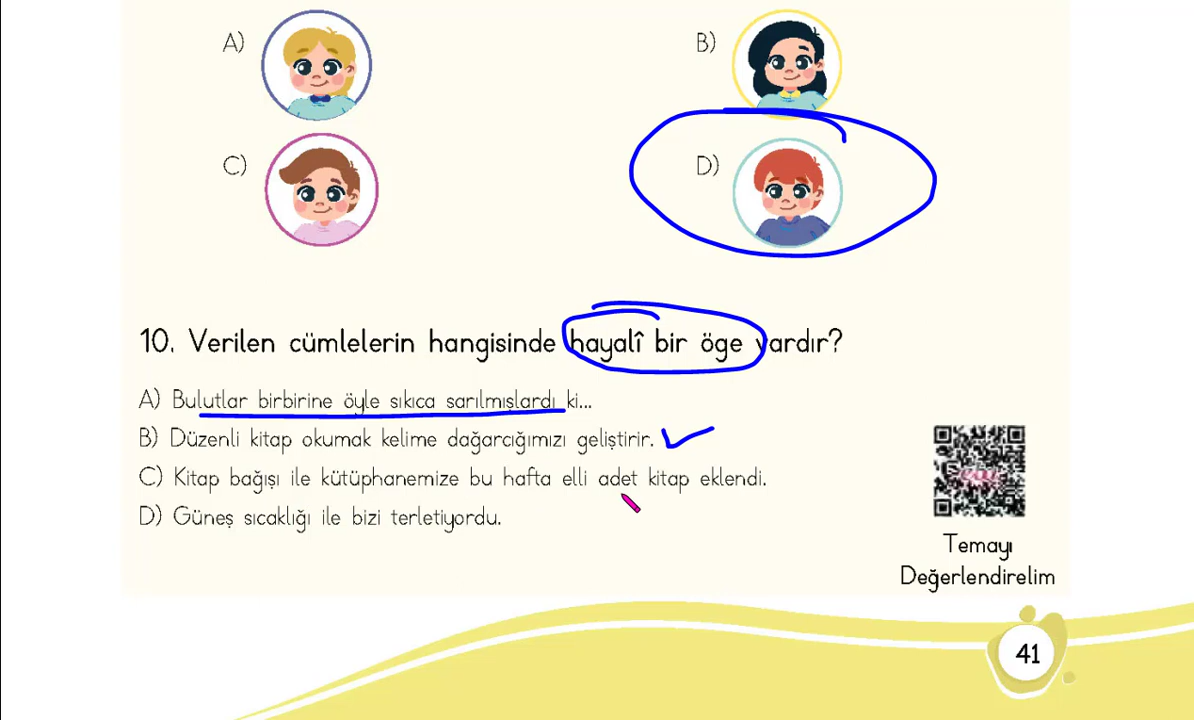 A)
B)
C)
D)
10. Verilen cümlelerin hangisinde hayalî bir öge vardır?
A) Bulutlar birbirine öyle sıkıca sarılmışlardı ki...
B) Düzenli kitap okumak kelime dağarcığımızı geliştirir.
C) Kitap bağışı ile kütüphanemize bu hafta elli adet kitap eklendi.
D) Güneş sıcaklığı ile bizi terletiyordu.
Temayı
Değerlendirelim
41